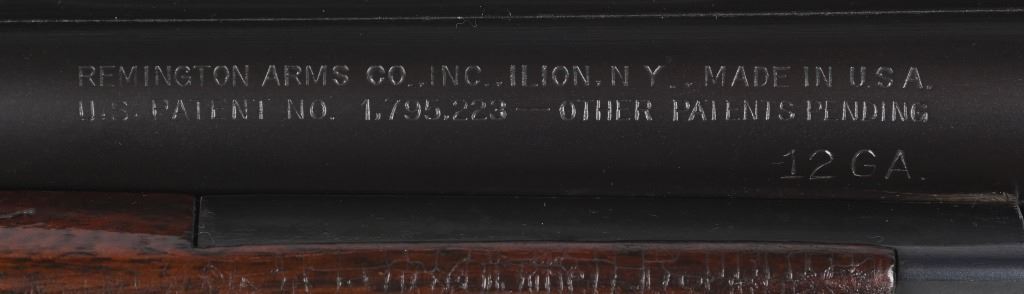 REMINGTON ARMS CO., INC., ILION, N.Y., MADE IN U.S.A.
U.S. PATENT NO. 1,795,223—OTHER PATENTS PENDING
12 GA.